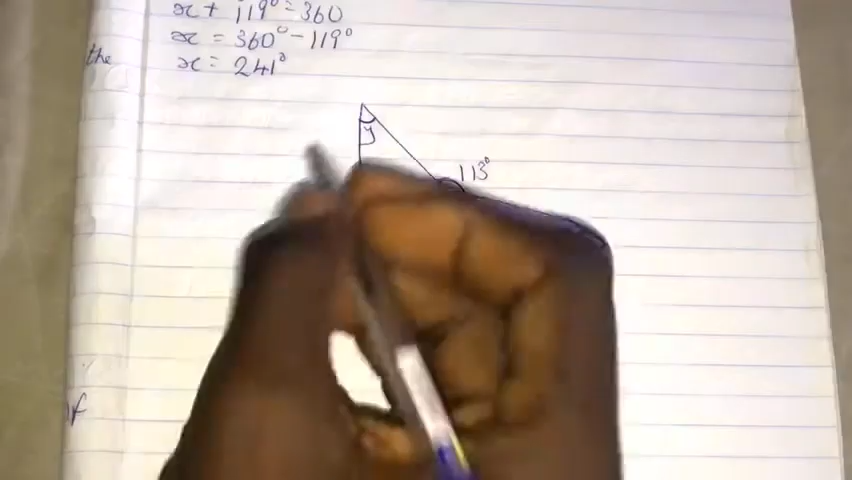 x + 119° = 360
x = 360° - 119°
the
x = 241°
y
113°